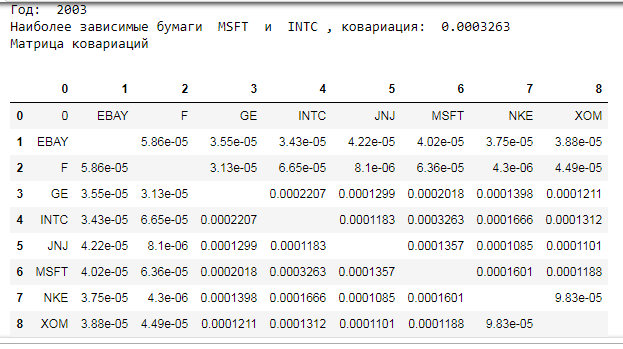 Год:  2003
Наиболее зависимые бумаги  MSFT  и  INTC , ковариация:  0.0003263
Матрица ковариаций
0 1 2 3 4 5 6 7 8
0 0 EBAY F GE INTC JNJ MSFT NKE XOM
1 EBAY 5.86e-05 3.55e-05 3.43e-05 4.22e-05 4.02e-05 3.75e-05 3.88e-05
2 F 5.86e-05 3.13e-05 6.65e-05 8.1e-06 6.36e-05 4.3e-06 4.49e-05
3 GE 3.55e-05 3.13e-05 0.0002207 0.0001299 0.0002018 0.0001398 0.0001211
4 INTC 3.43e-05 6.65e-05 0.0002207 0.0001183 0.0003263 0.0001666 0.0001312
5 JNJ 4.22e-05 8.1e-06 0.0001299 0.0001183 0.0001357 0.0001085 0.0001101
6 MSFT 4.02e-05 6.36e-05 0.0002018 0.0003263 0.0001357 0.0001601 0.0001188
7 NKE 3.75e-05 4.3e-06 0.0001398 0.0001666 0.0001085 0.0001601 9.83e-05
8 XOM 3.88e-05 4.49e-05 0.0001211 0.0001312 0.0001101 0.0001188 9.83e-05